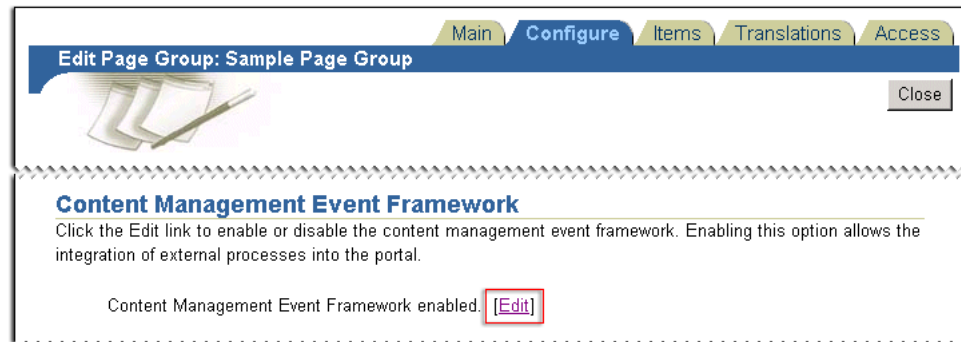 Main Configure Items Translations Access
Edit Page Group: Sample Page Group
Close
Content Management Event Framework
Click the Edit link to enable or disable the content management event framework. Enabling this option allows the
integration of external processes into the portal.
Content Management Event Framework enabled. [Edit]